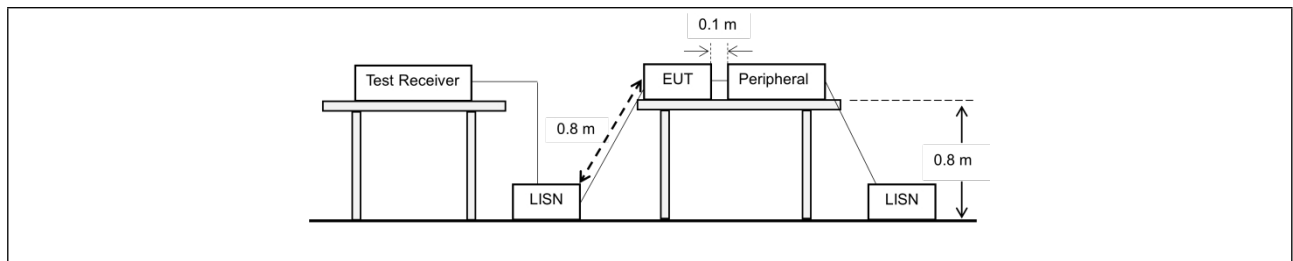 0.1 m
Test Receiver
EUT
Peripheral
0.8 m
0.8 m
LISN
LISN